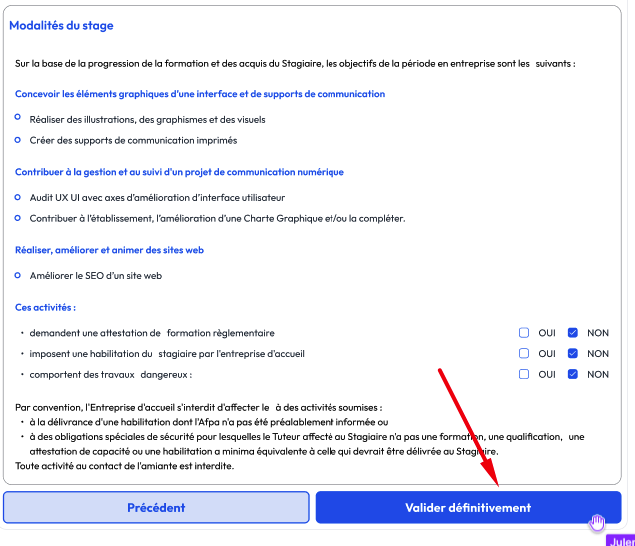 Modalités du stage
Sur la base de la progression de la formation et des acquis du Stagiaire, les objectifs de la période en entreprise sont les suivants :
Concevoir les éléments graphiques d'une interface et de supports de communication
Réaliser des illustrations, des graphismes et des visuels
Créer des supports de communication imprimés
Contribuer à la gestion et au suivi d'un projet de communication numérique
Audit UX UI avec axes d'amélioration d'interface utilisateur
Contribuer à l'établissement, l'amélioration d'une Charte Graphique et/ou la compléter.
Réaliser, améliorer et animer des sites web
Améliorer le SEO d'un site web
Ces activités :
• demandent une attestation de formation règlementaire OUI NON
• imposent une habilitation du stagiaire par l'entreprise d'accueil OUI NON
• comportent des travaux dangereux : OUI NON
Par convention, l'Entreprise d'accueil s'interdit d'affecter le à des activités soumises :
• à la délivrance d'une habilitation dont l'Afpa n'a pas été préalablement informée ou
• à des obligations spéciales de sécurité pour lesquelles le Tuteur affecté au Stagiaire n'a pas une formation, une qualification, une
attestation de capacité ou une habilitation a minima équivalente à celle qui devrait être délivrée au Stagiaire.
Toute activité au contact de l'amiante est interdite.
Précédent Valider définitivement